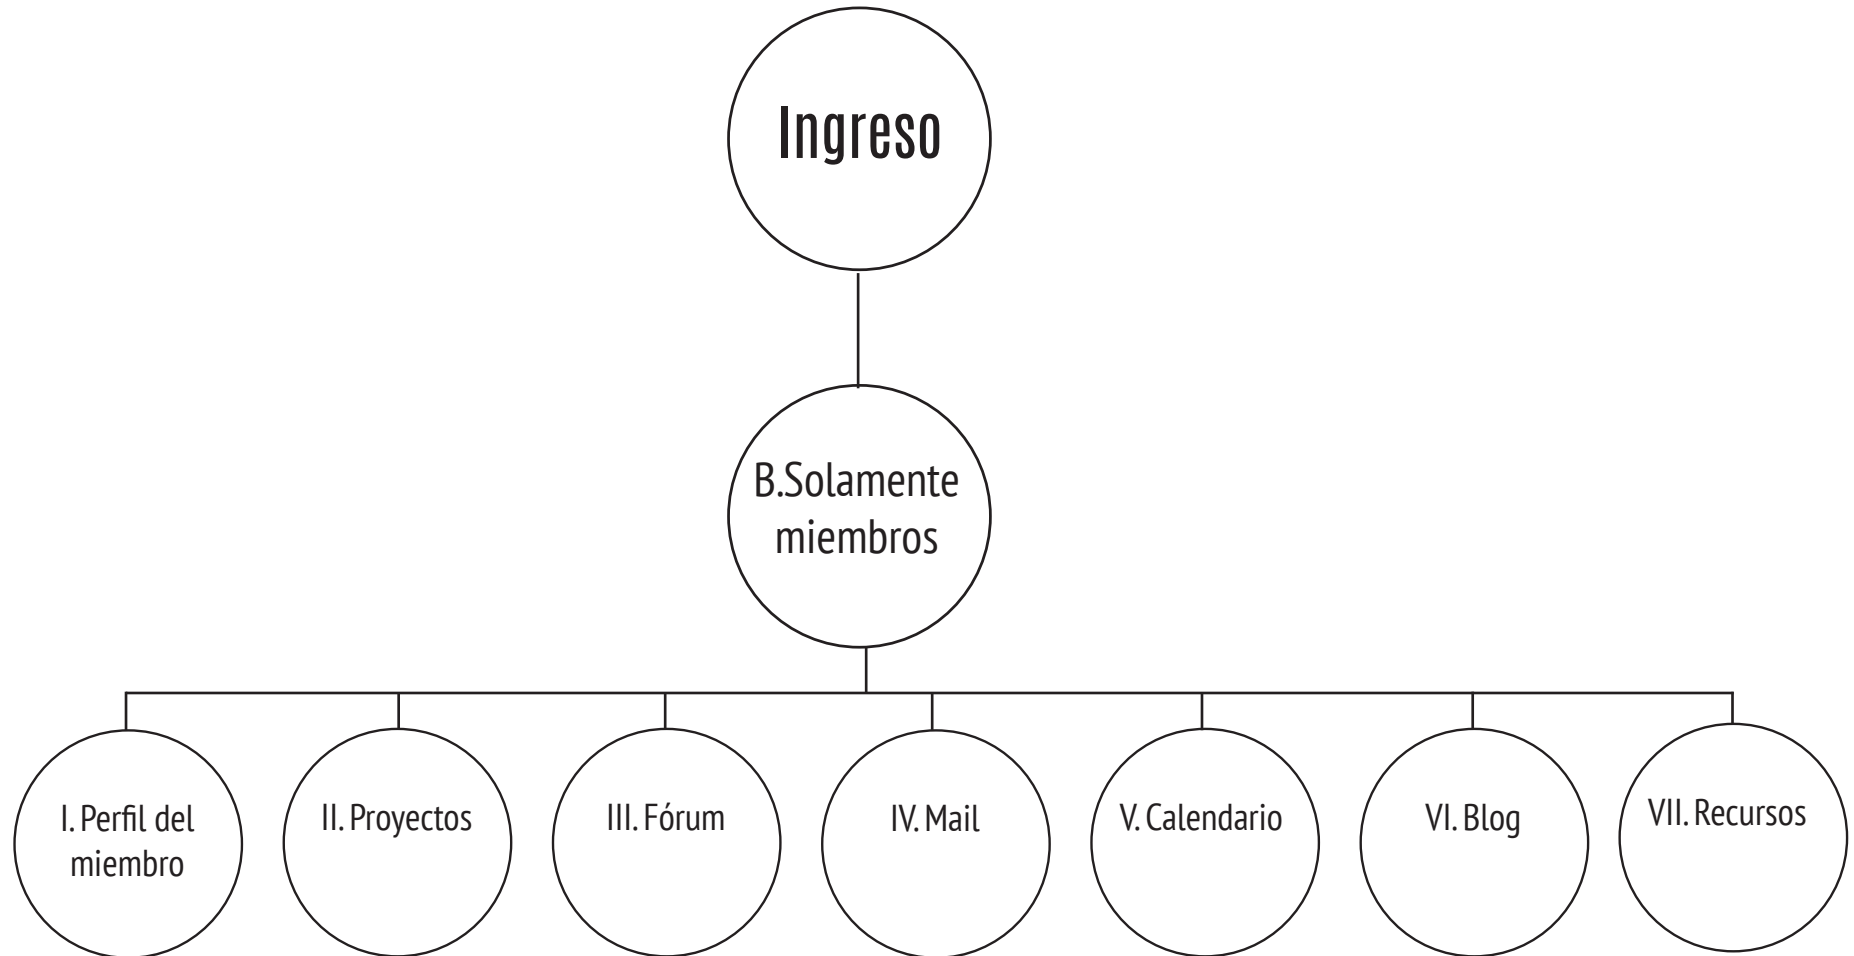 Ingreso
B.Solamente
miembros
I. Perfil del
miembro
II. Proyectos
III. Fórum
IV. Mail
V. Calendario
VI. Blog
VII. Recursos